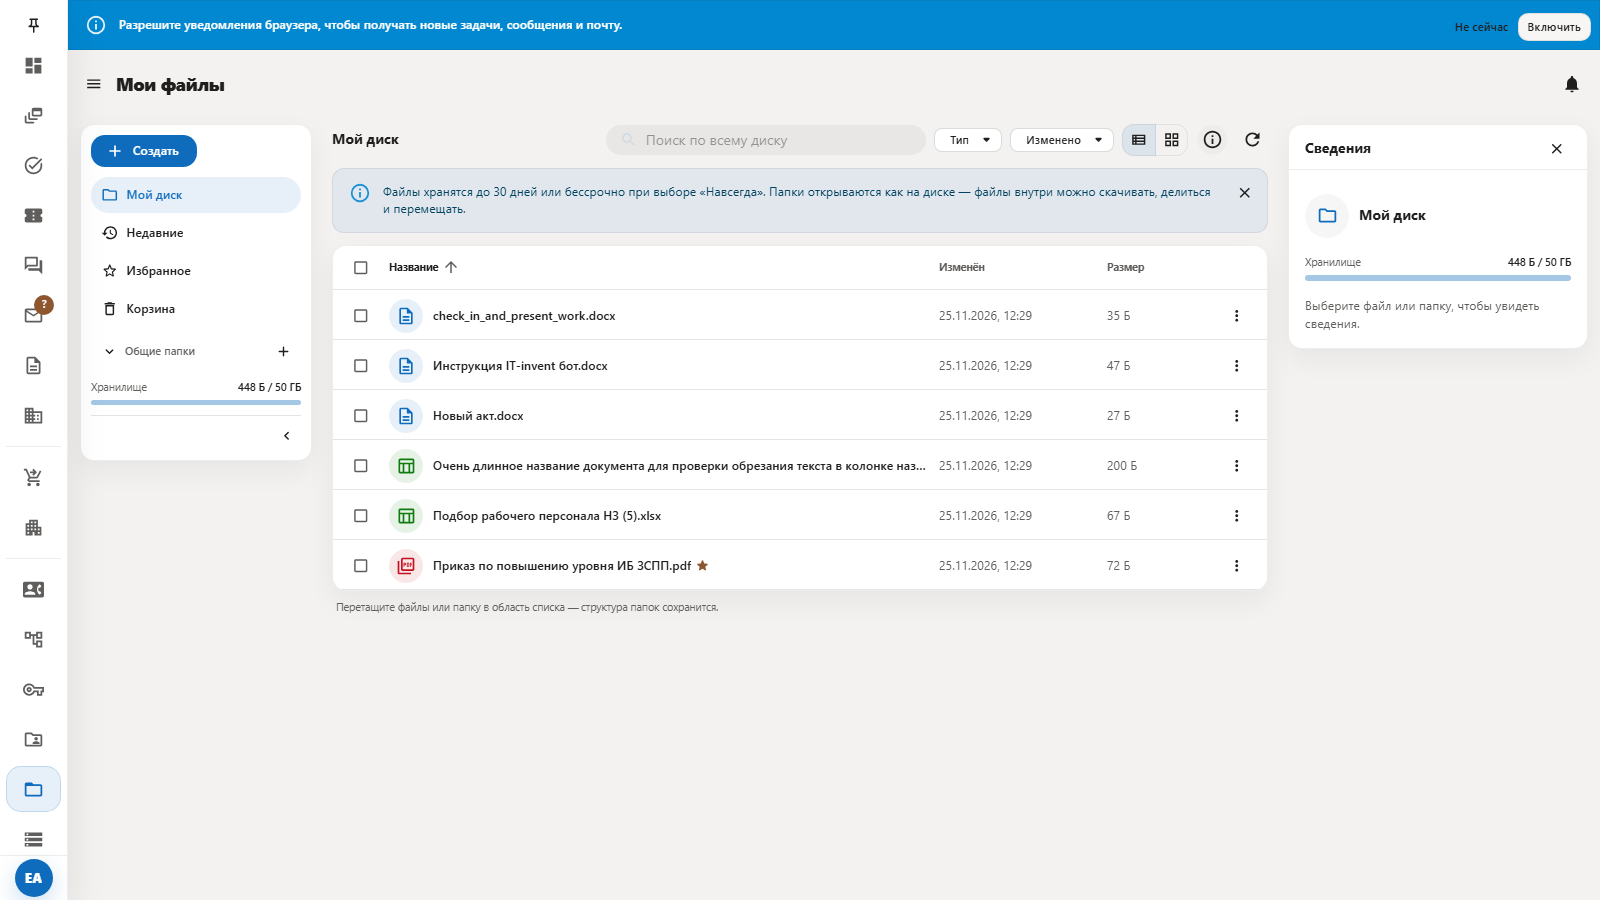 Разрешите уведомления браузера, чтобы получать новые задачи, сообщения и почту.
Не сейчас
Включить
Мои файлы
Создать
Мой диск
Недавние
Избранное
Корзина
Общие папки
Хранилище
448 Б / 50 ГБ
?
EA
Мой диск
Поиск по всему диску
Тип
Изменено
Файлы хранятся до 30 дней или бессрочно при выборе «Навсегда». Папки открываются как на диске — файлы внутри можно скачивать, делиться
и перемещать.
Название Изменён Размер
check_in_and_present_work.docx 25.11.2026, 12:29 35 Б
Инструкция IT-invent бот.docx 25.11.2026, 12:29 47 Б
Новый акт.docx 25.11.2026, 12:29 27 Б
Очень длинное название документа для проверки обрезания текста в колонке наз... 25.11.2026, 12:29 200 Б
Подбор рабочего персонала Н3 (5).xlsx 25.11.2026, 12:29 67 Б
PDF Приказ по повышению уровня ИБ ЗСПП.pdf 25.11.2026, 12:29 72 Б
Перетащите файлы или папку в область списка — структура папок сохранится.
Сведения
Мой диск
Хранилище
448 Б / 50 ГБ
Выберите файл или папку, чтобы увидеть
сведения.